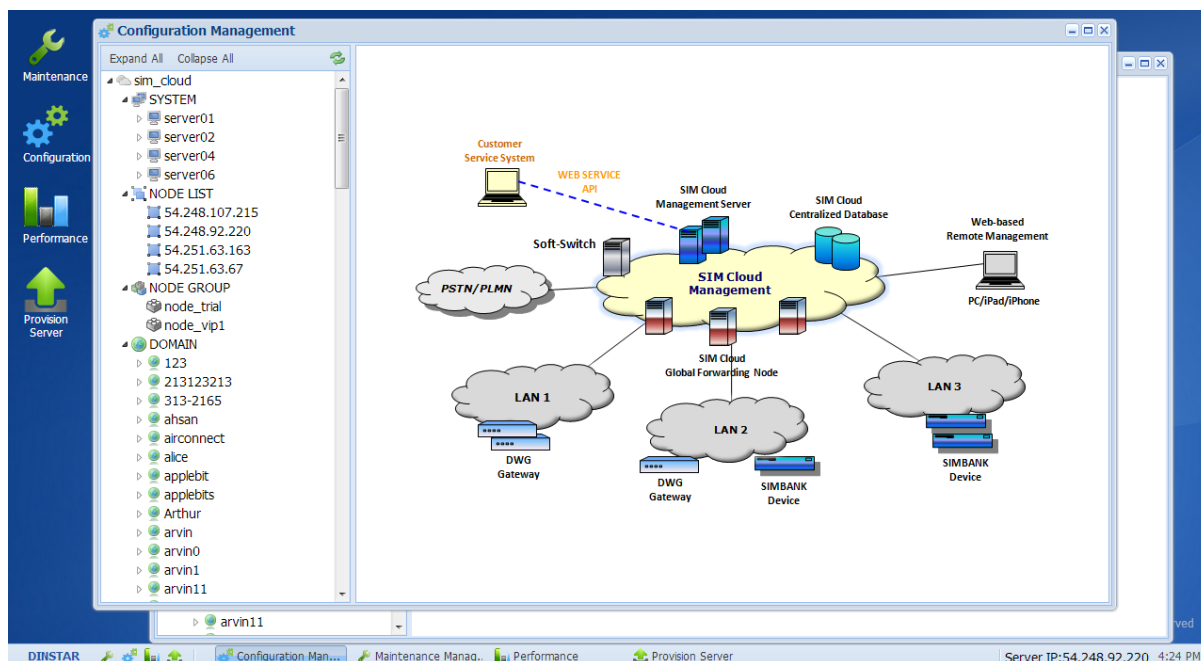 Configuration Management
Maintenance
Configuration
Performance
Provision
Server
Expand All Collapse All
sim_cloud
SYSTEM
server01
server02
server04
server06
NODE LIST
54.248.107.215
54.248.92.220
54.251.63.163
54.251.63.67
NODE GROUP
node_trial
node_vip1
DOMAIN
123
213123213
313-2165
ahsan
airconnect
alice
applebit
applebits
Arthur
arvin
arvin0
arvin1
arvin11
Customer
Service System
WEB SERVICE
API
SIM Cloud
Management Server
SIM Cloud
Centralized Database
Web-based
Remote Management
Soft-Switch
PSTN/PLMN
SIM Cloud
Management
PC/iPad/iPhone
SIM Cloud
Global Forwarding Node
LAN 1
LAN 2
LAN 3
DWG
Gateway
DWG
Gateway
SIMBANK
Device
SIMBANK
Device
arvin11
DINSTAR
Configuration Man...
Maintenance Manag..
Performance
Provision Server
Server IP:54.248.92.220 4:24 PM